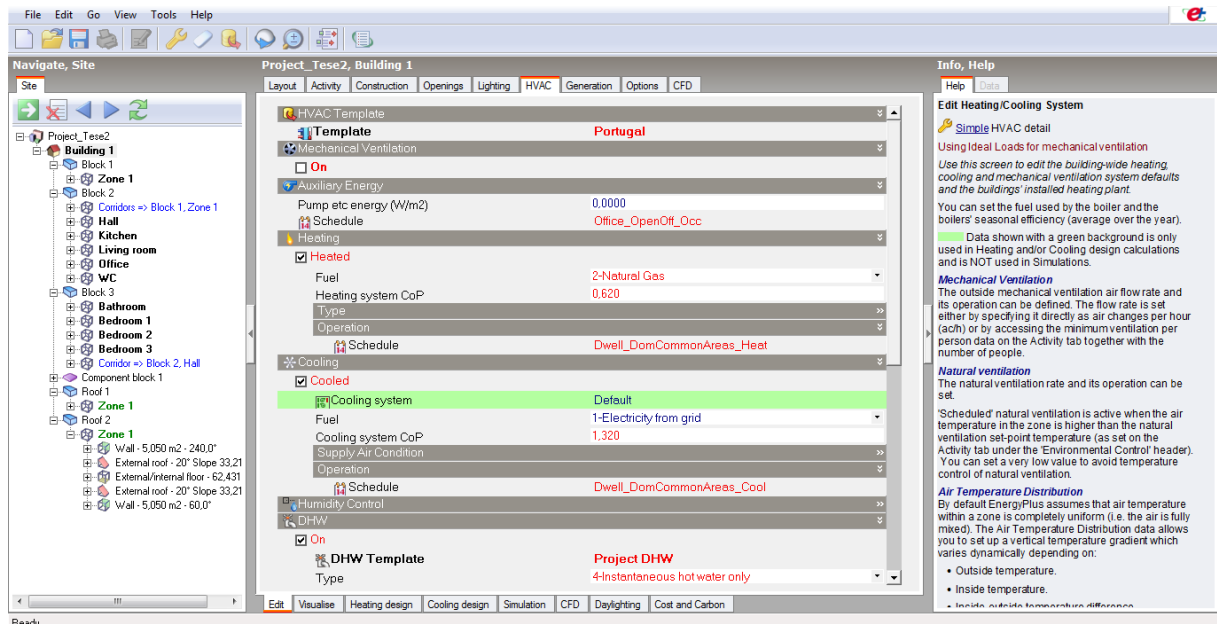 File Edit Go View Tools Help
Navigate, Site
Site
Project_Tese2
Building 1
Block 1
Zone 1
Block 2
Corridors => Block 1, Zone 1
Hall
Kitchen
Living room
Office
WC
Block 3
Bathroom
Bedroom 1
Bedroom 2
Bedroom 3
Corridor => Block 2, Hall
Component block 1
Roof 1
Zone 1
Roof 2
Zone 1
Wall - 5,050 m2 - 240,0°
External roof - 20° Slope 33,21
External/internal floor - 62,431
External roof - 20° Slope 33,21
Wall - 5,050 m2 - 60,0°
Project_Tese2, Building 1
Layout Activity Construction Openings Lighting HVAC Generation Options CFD
HVAC Template
Template Portugal
Mechanical Ventilation
On
Auxiliary Energy
Pump etc energy (W/m2) 0,0000
Schedule Office_OpenOff_Occ
Heating
Heated
Fuel 2-Natural Gas
Heating system CoP 0,620
Type
Operation
Schedule Dwell_DomCommonAreas_Heat
Cooling
Cooled
Cooling system Default
Fuel 1-Electricity from grid
Cooling system CoP 1,320
Supply Air Condition
Operation
Schedule Dwell_DomCommonAreas_Cool
Humidity Control
DHW
On
DHW Template Project DHW
Type 4-Instantaneous hot water only
Edit Visualise Heating design Cooling design Simulation CFD Daylighting Cost and Carbon
Info, Help
Help Data
Edit Heating/Cooling System
Simple HVAC detail
Using Ideal Loads for mechanical ventilation
Use this screen to edit the building-wide heating,
cooling and mechanical ventilation system defaults
and the buildings' installed heating plant.
You can set the fuel used by the boiler and the
boilers' seasonal efficiency (average over the year).
Data shown with a green background is only
used in Heating and/or Cooling design calculations
and is NOT used in Simulations.
Mechanical Ventilation
The outside mechanical ventilation air flow rate and
its operation can be defined. The flow rate is set
either by specifying it directly as air changes per hour
(ac/h) or by accessing the minimum ventilation per
person data on the Activity tab together with the
number of people.
Natural ventilation
The natural ventilation rate and its operation can be
set.
'Scheduled' natural ventilation is active when the air
temperature in the zone is higher than the natural
ventilation set-point temperature (as set on the
Activity tab under the 'Environmental Control' header).
You can set a very low value to avoid temperature
control of natural ventilation.
Air Temperature Distribution
By default EnergyPlus assumes that air temperature
within a zone is completely uniform (i.e. the air is fully
mixed). The Air Temperature Distribution data allows
you to set up a vertical temperature gradient which
varies dynamically depending on:
• Outside temperature.
• Inside temperature.
• Inside-outside temperature difference
Ready